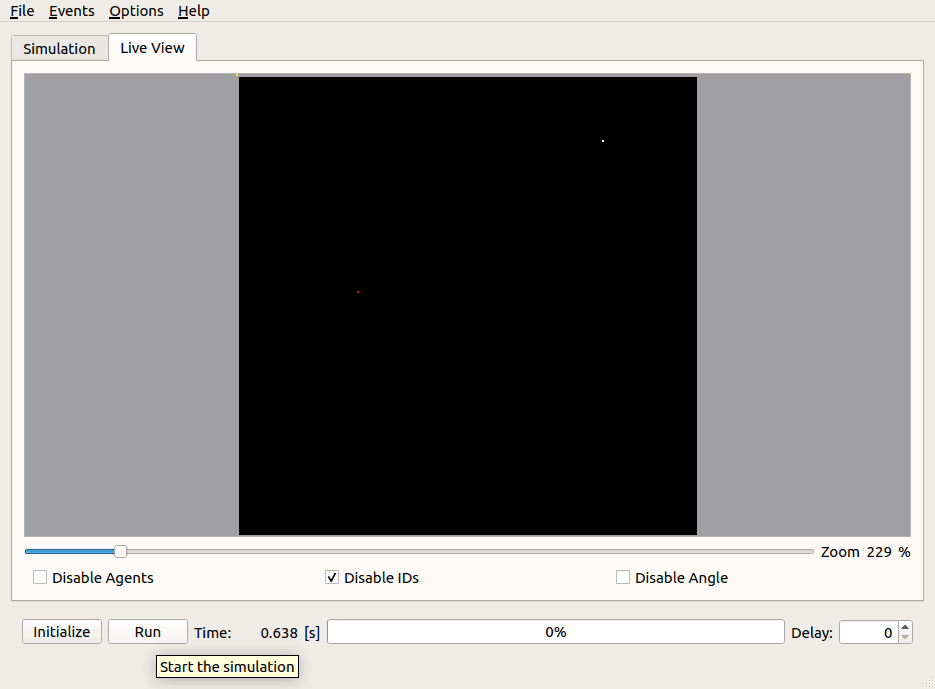 File Events Options Help
Simulation Live View
Zoom 229 %
Disable Agents Disable IDs Disable Angle
Initialize Run Time: 0.638 [s] 0% Delay: 0
Start the simulation